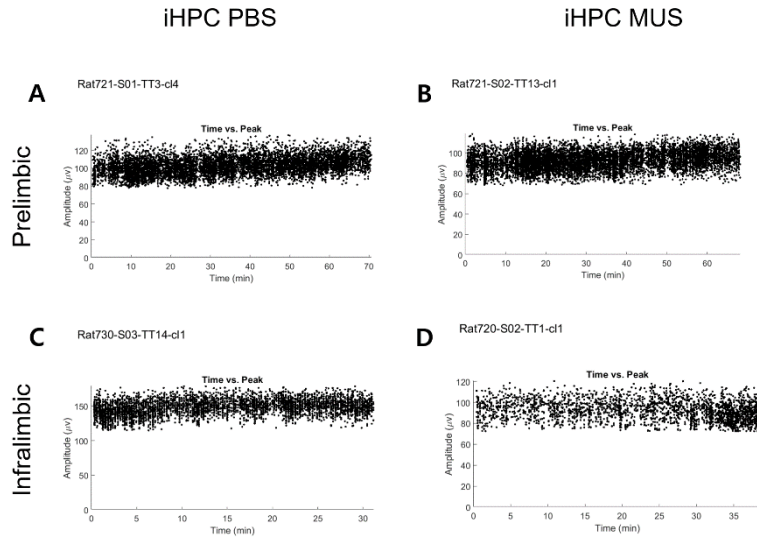 iHPC PBS
iHPC MUS
Prelimbic
Infralimbic
A
Rat721-S01-TT3-cl4
Time vs. Peak
Amplitude (μv)
120
100
80
60
40
20
0
0 10 20 30 40 50 60 70
Time (min)
B
Rat721-S02-TT13-cl1
Time vs. Peak
Amplitude (μv)
100
80
60
40
20
0
0 10 20 30 40 50 60
Time (min)
C
Rat730-S03-TT14-cl1
Time vs. Peak
Amplitude (μv)
150
100
50
0
0 5 10 15 20 25 30
Time (min)
D
Rat720-S02-TT1-cl1
Time vs. Peak
Amplitude (μv)
120
100
80
60
40
20
0
0 5 10 15 20 25 30 35
Time (min)